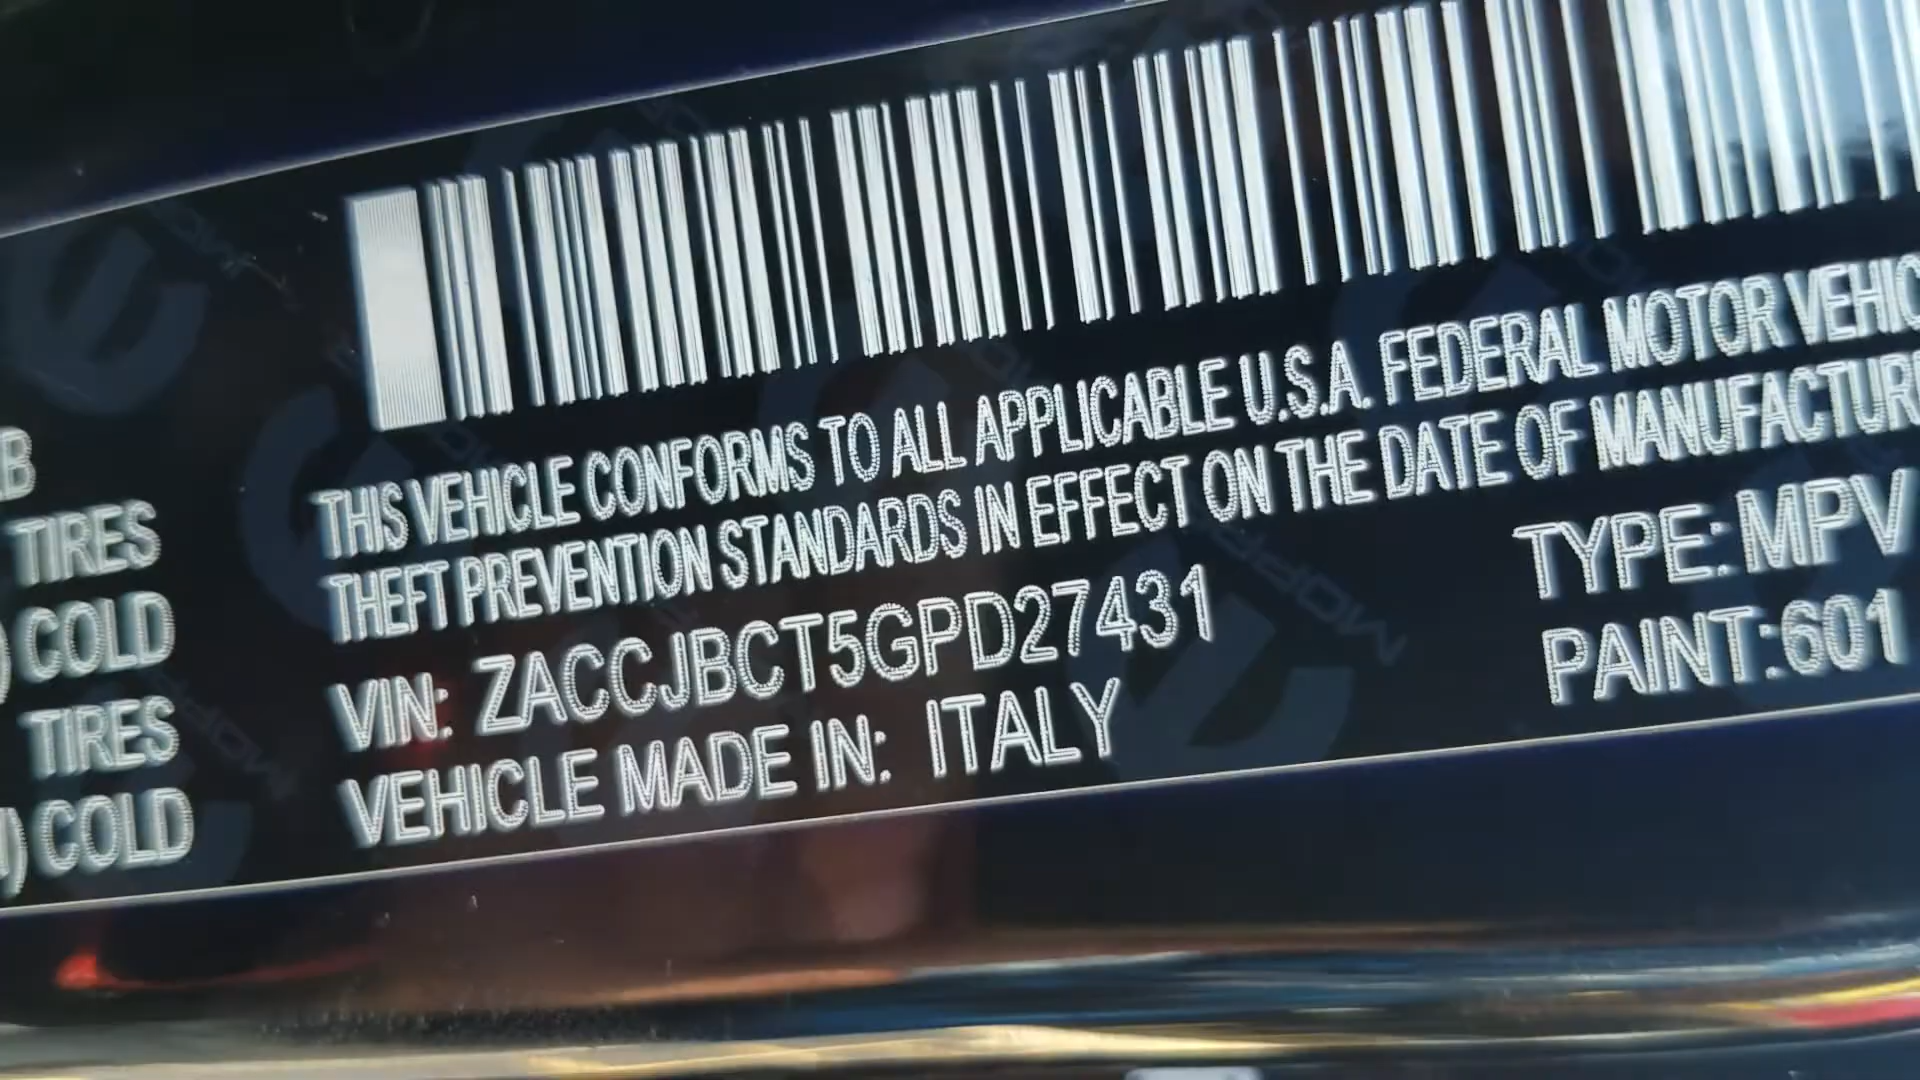 THIS VEHICLE CONFORMS TO ALL APPLICABLE U.S.A. FEDERAL MOTOR VEHIC
THEFT PREVENTION STANDARDS IN EFFECT ON THE DATE OF MANUFACTUR
VIN: ZACCJBCT5GPD27431 TYPE: MPV
VEHICLE MADE IN: ITALY PAINT:601
B
TIRES
) COLD
TIRES
) COLD
MOPAR